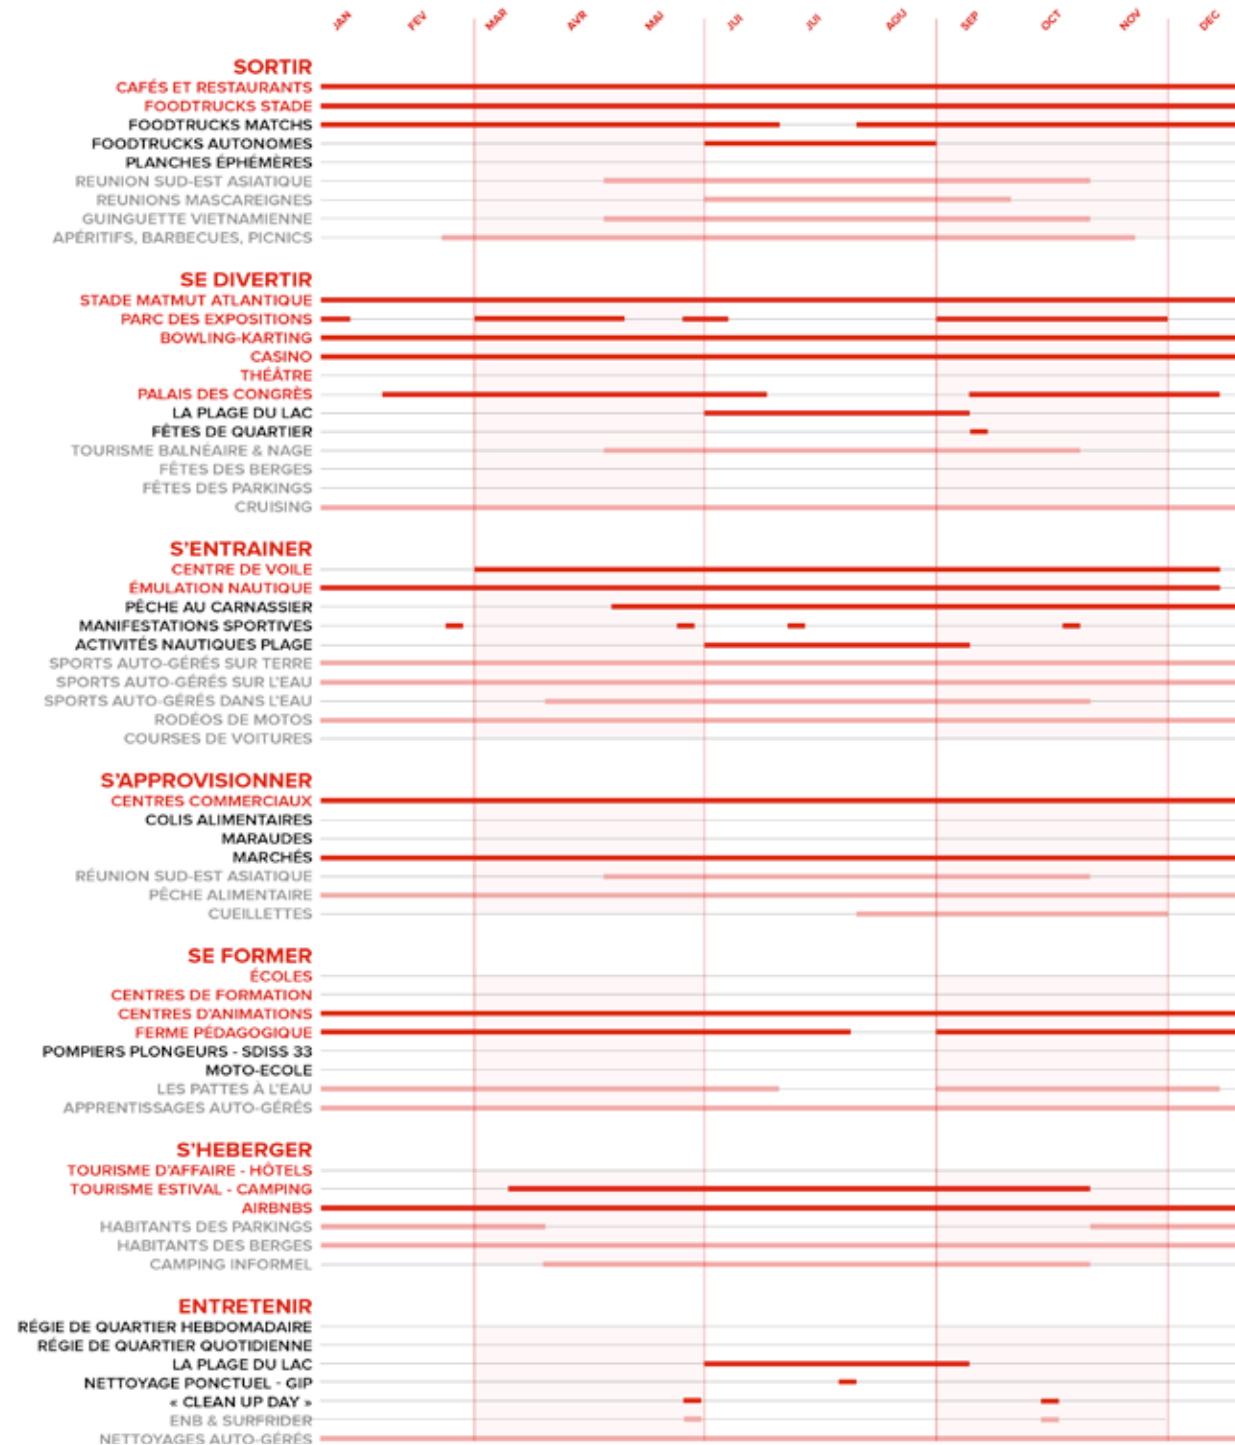 JAN FEV MAR AVR MAI JUI JUI AOU SEP OCT NOV DEC
SORTIR
CAFÉS ET RESTAURANTS
FOODTRUCKS STADE
FOODTRUCKS MATCHS
FOODTRUCKS AUTONOMES
PLANCHES ÉPHÉMÈRES
REUNION SUD-EST ASIATIQUE
REUNIONS MASCAREIGNES
GUINGUETTE VIETNAMIENNE
APÉRITIFS, BARBECUES, PICNICS
SE DIVERTIR
STADE MATMUT ATLANTIQUE
PARC DES EXPOSITIONS
BOWLING-KARTING
CASINO
THÉÂTRE
PALAIS DES CONGRÈS
LA PLAGE DU LAC
FÊTES DE QUARTIER
TOURISME BALNÉAIRE & NAGE
FÊTES DES BERGES
FÊTES DES PARKINGS
CRUISING
S'ENTRAINER
CENTRE DE VOILE
ÉMULATION NAUTIQUE
PÊCHE AU CARNASSIER
MANIFESTATIONS SPORTIVES
ACTIVITÉS NAUTIQUES PLAGE
SPORTS AUTO-GÉRÉS SUR TERRE
SPORTS AUTO-GÉRÉS SUR L'EAU
SPORTS AUTO-GÉRÉS DANS L'EAU
RODÉOS DE MOTOS
COURSES DE VOITURES
S'APPROVISIONNER
CENTRES COMMERCIAUX
COLIS ALIMENTAIRES
MARAUDES
MARCHÉS
RÉUNION SUD-EST ASIATIQUE
PÊCHE ALIMENTAIRE
CUEILLETTES
SE FORMER
ÉCOLES
CENTRES DE FORMATION
CENTRES D'ANIMATIONS
FERME PÉDAGOGIQUE
POMPIERS PLONGEURS - SDISS 33
MOTO-ECOLE
LES PATTES À L'EAU
APPRENTISSAGES AUTO-GÉRÉS
S'HEBERGER
TOURISME D'AFFAIRE - HÔTELS
TOURISME ESTIVAL - CAMPING
AIRBNBS
HABITANTS DES PARKINGS
HABITANTS DES BERGES
CAMPING INFORMEL
ENTRETENIR
RÉGIE DE QUARTIER HEBDOMADAIRE
RÉGIE DE QUARTIER QUOTIDIENNE
LA PLAGE DU LAC
NETTOYAGE PONCTUEL - GIP
« CLEAN UP DAY »
ENB & SURFRIDER
NETTOYAGES AUTO-GÉRÉS